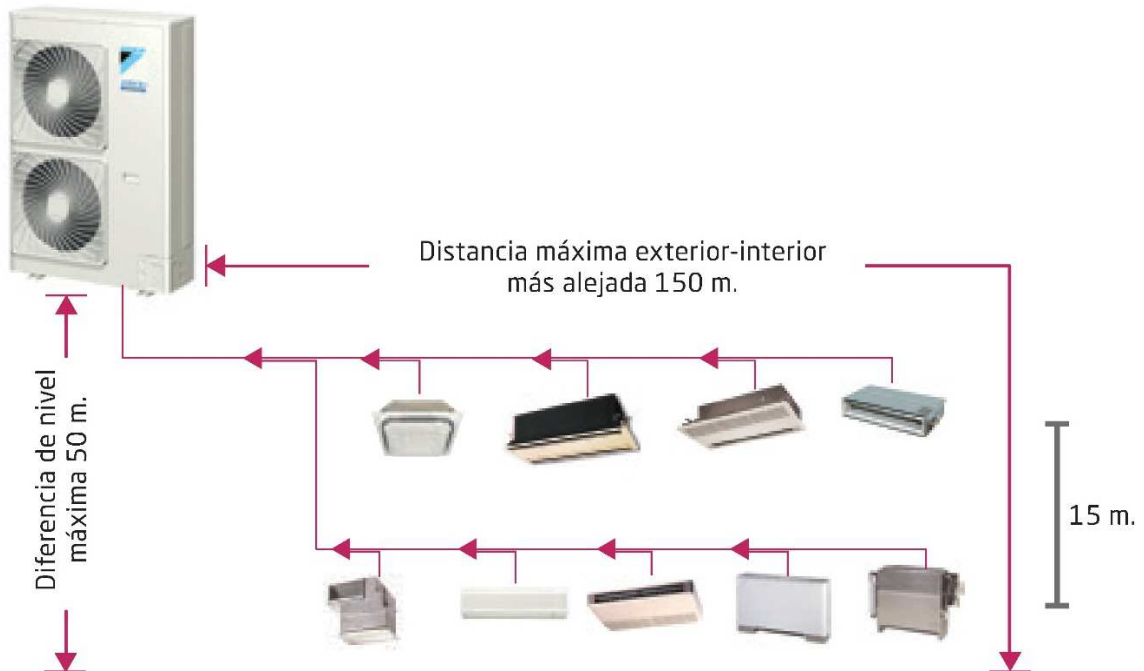 Distancia máxima exterior-interior
más alejada 150 m.
Diferencia de nivel
máxima 50 m.
15 m.